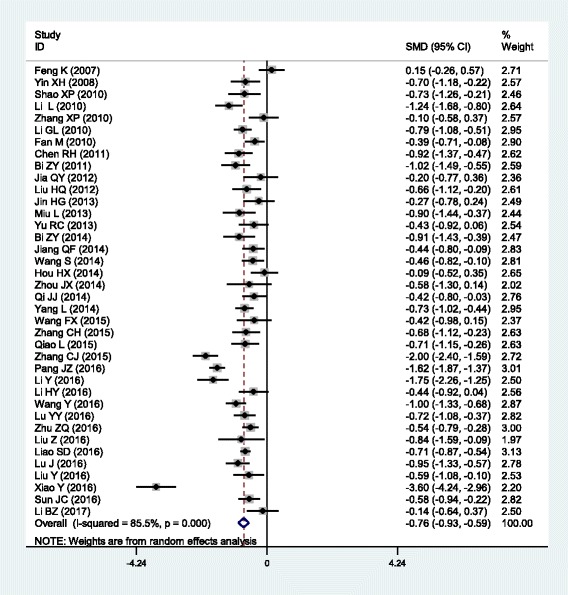 Study %
ID SMD (95% CI) Weight
Feng K (2007) 0.15 (-0.26, 0.57) 2.71
Yin XH (2008) -0.70 (-1.18, -0.22) 2.57
Shao XP (2010) -0.73 (-1.26, -0.21) 2.46
Li L (2010) -1.24 (-1.68, -0.80) 2.64
Zhang XP (2010) -0.10 (-0.58, 0.37) 2.57
Li GL (2010) -0.79 (-1.08, -0.51) 2.95
Fan M (2010) -0.39 (-0.71, -0.08) 2.90
Chen RH (2011) -0.92 (-1.37, -0.47) 2.62
Bi ZY (2011) -1.02 (-1.49, -0.55) 2.59
Jia QY (2012) -0.20 (-0.77, 0.36) 2.36
Liu HQ (2012) -0.66 (-1.12, -0.20) 2.61
Jin HG (2013) -0.27 (-0.78, 0.24) 2.49
Miu L (2013) -0.90 (-1.44, -0.37) 2.44
Yu RC (2013) -0.43 (-0.92, 0.06) 2.54
Bi ZY (2014) -0.91 (-1.43, -0.39) 2.47
Jiang QF (2014) -0.44 (-0.80, -0.09) 2.83
Wang S (2014) -0.46 (-0.82, -0.10) 2.81
Hou HX (2014) -0.09 (-0.52, 0.35) 2.65
Zhou JX (2014) -0.58 (-1.30, 0.14) 2.02
Qi JJ (2014) -0.42 (-0.80, -0.03) 2.76
Yang L (2014) -0.73 (-1.02, -0.44) 2.95
Wang FX (2015) -0.42 (-0.98, 0.15) 2.37
Zhang CH (2015) -0.68 (-1.12, -0.23) 2.63
Qiao L (2015) -0.71 (-1.15, -0.26) 2.63
Zhang CJ (2015) -2.00 (-2.40, -1.59) 2.72
Pang JZ (2016) -1.62 (-1.87, -1.37) 3.01
Li Y (2016) -1.75 (-2.26, -1.25) 2.50
Li HY (2016) -0.44 (-0.92, 0.04) 2.56
Wang Y (2016) -1.00 (-1.33, -0.68) 2.87
Lu YY (2016) -0.72 (-1.08, -0.37) 2.82
Zhu ZQ (2016) -0.54 (-0.79, -0.28) 3.00
Liu Z (2016) -0.84 (-1.59, -0.09) 1.97
Liao SD (2016) -0.71 (-0.87, -0.54) 3.13
Lu J (2016) -0.95 (-1.33, -0.57) 2.78
Liu Y (2016) -0.59 (-1.08, -0.10) 2.53
Xiao Y (2016) -3.60 (-4.24, -2.96) 2.20
Sun JC (2016) -0.58 (-0.94, -0.22) 2.82
Li BZ (2017) -0.14 (-0.64, 0.37) 2.50
Overall (I-squared = 85.5%, p = 0.000) -0.76 (-0.93, -0.59) 100.00
NOTE: Weights are from random effects analysis
-4.24 0 4.24